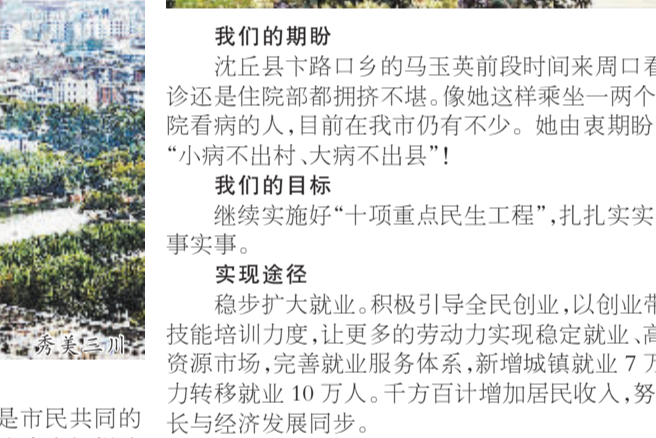 秀美三川
是市民共同的
我们的期盼
沈丘县卞路口乡的马玉英前段时间来周口看
诊还是住院部都拥挤不堪。像她这样乘坐一两个
院看病的人,目前在我市仍有不少。她由衷期盼
“小病不出村、大病不出县”!
我们的目标
继续实施好“十项重点民生工程”,扎扎实实
事实事。
实现途径
稳步扩大就业。积极引导全民创业,以创业带
技能培训力度,让更多的劳动力实现稳定就业、高
资源市场,完善就业服务体系,新增城镇就业 7 万
力转移就业 10 万人。千方百计增加居民收入,努
长与经济发展同步。